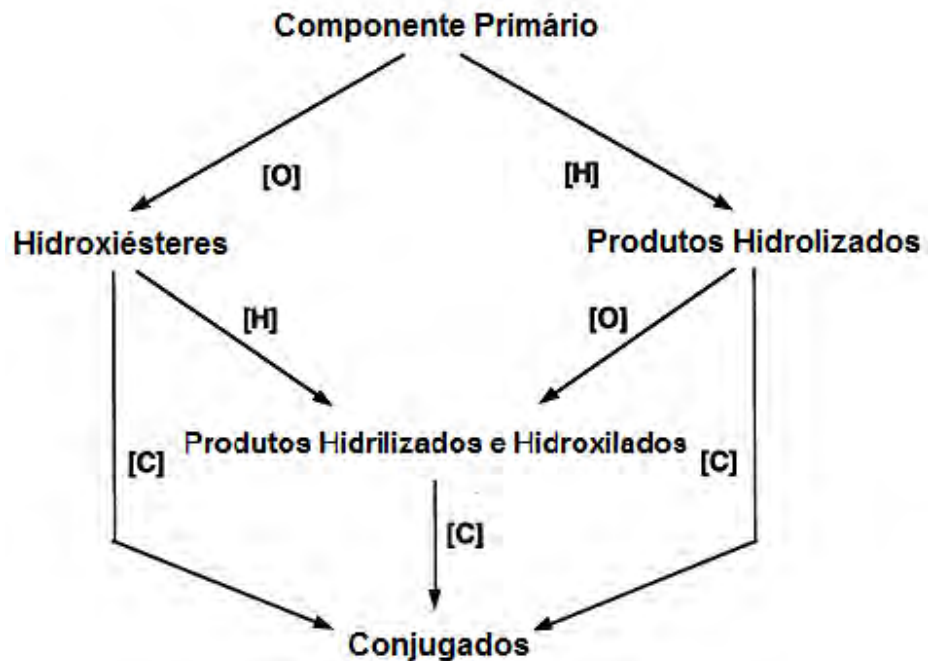 Componente Primário
[O]
[H]
Hidroxiésteres
Produtos Hidrolizados
[H]
[O]
Produtos Hidrilizados e Hidroxilados
[C]
[C]
[C]
Conjugados